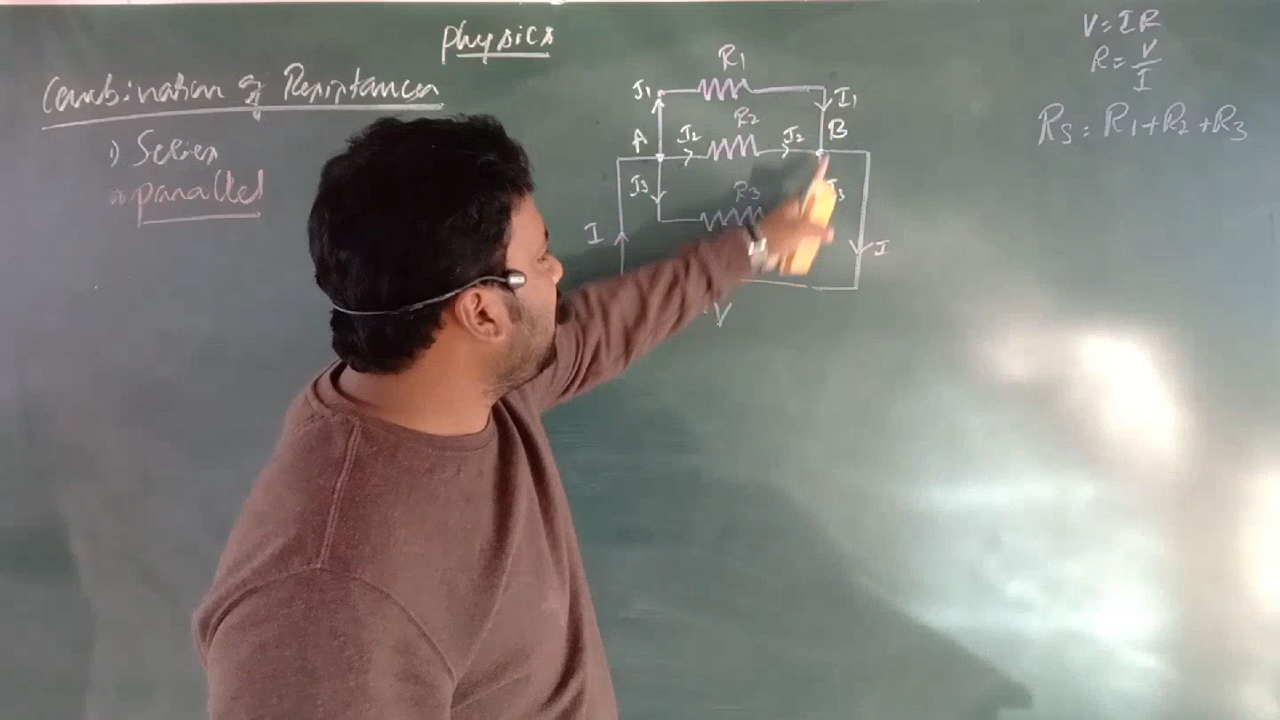 Physics
Combination of Resistances
1) Series
parallel
R1
I1 I1
R2
A I2 I2 B
I3 R3 I3
I I
V
V = IR
R = V/I
RS = R1+R2+R3